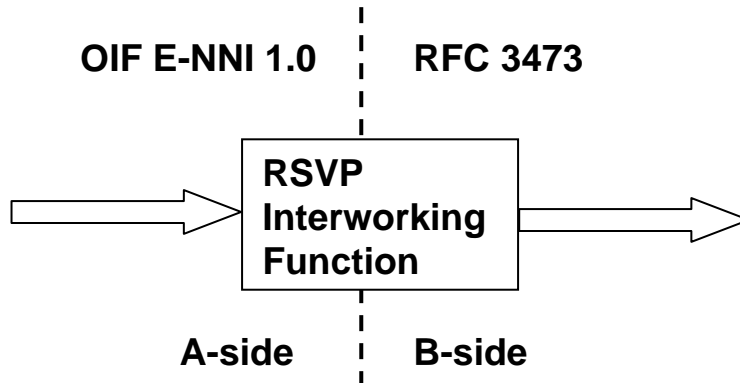 OIF E-NNI 1.0
RFC 3473
RSVP
Interworking
Function
A-side
B-side